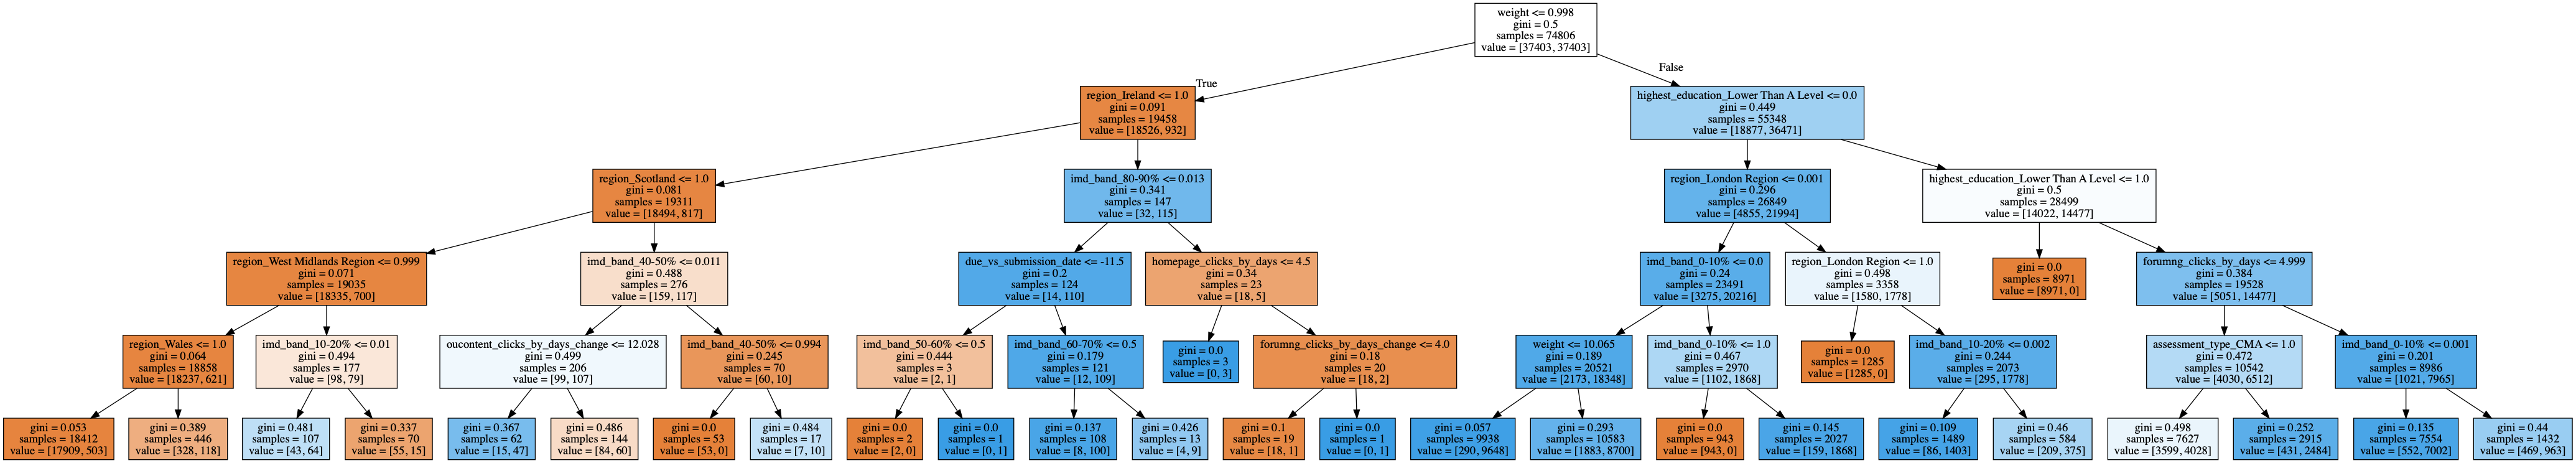 weight <= 0.998
gini = 0.5
samples = 74806
value = [37403, 37403]
True
False
region_Ireland <= 1.0
gini = 0.091
samples = 19458
value = [18526, 932]
highest_education_Lower Than A Level <= 0.0
gini = 0.449
samples = 55348
value = [18877, 36471]
region_Scotland <= 1.0
gini = 0.081
samples = 19311
value = [18494, 817]
imd_band_80-90% <= 0.013
gini = 0.341
samples = 147
value = [32, 115]
region_London Region <= 0.001
gini = 0.296
samples = 26849
value = [4855, 21994]
highest_education_Lower Than A Level <= 1.0
gini = 0.5
samples = 28499
value = [14022, 14477]
region_West Midlands Region <= 0.999
gini = 0.071
samples = 19035
value = [18335, 700]
imd_band_40-50% <= 0.011
gini = 0.488
samples = 276
value = [159, 117]
due_vs_submission_date <= -11.5
gini = 0.2
samples = 124
value = [14, 110]
homepage_clicks_by_days <= 4.5
gini = 0.34
samples = 23
value = [18, 5]
imd_band_0-10% <= 0.0
gini = 0.24
samples = 23491
value = [3275, 20216]
region_London Region <= 1.0
gini = 0.498
samples = 3358
value = [1580, 1778]
gini = 0.0
samples = 8971
value = [8971, 0]
forumng_clicks_by_days <= 4.999
gini = 0.384
samples = 19528
value = [5051, 14477]
region_Wales <= 1.0
gini = 0.064
samples = 18858
value = [18237, 621]
imd_band_10-20% <= 0.01
gini = 0.494
samples = 177
value = [98, 79]
oucontent_clicks_by_days_change <= 12.028
gini = 0.499
samples = 206
value = [99, 107]
imd_band_40-50% <= 0.994
gini = 0.245
samples = 70
value = [60, 10]
imd_band_50-60% <= 0.5
gini = 0.444
samples = 3
value = [2, 1]
imd_band_60-70% <= 0.5
gini = 0.179
samples = 121
value = [12, 109]
gini = 0.0
samples = 3
value = [0, 3]
forumng_clicks_by_days_change <= 4.0
gini = 0.18
samples = 20
value = [18, 2]
weight <= 10.065
gini = 0.189
samples = 20521
value = [2173, 18348]
imd_band_0-10% <= 1.0
gini = 0.467
samples = 2970
value = [1102, 1868]
gini = 0.0
samples = 1285
value = [1285, 0]
imd_band_10-20% <= 0.002
gini = 0.244
samples = 2073
value = [295, 1778]
assessment_type_CMA <= 1.0
gini = 0.472
samples = 10542
value = [4030, 6512]
imd_band_0-10% <= 0.001
gini = 0.201
samples = 8986
value = [1021, 7965]
gini = 0.053
samples = 18412
value = [17909, 503]
gini = 0.389
samples = 446
value = [328, 118]
gini = 0.481
samples = 107
value = [43, 64]
gini = 0.337
samples = 70
value = [55, 15]
gini = 0.367
samples = 62
value = [15, 47]
gini = 0.486
samples = 144
value = [84, 60]
gini = 0.0
samples = 53
value = [53, 0]
gini = 0.484
samples = 17
value = [7, 10]
gini = 0.0
samples = 2
value = [2, 0]
gini = 0.0
samples = 1
value = [0, 1]
gini = 0.137
samples = 108
value = [8, 100]
gini = 0.426
samples = 13
value = [4, 9]
gini = 0.1
samples = 19
value = [18, 1]
gini = 0.0
samples = 1
value = [0, 1]
gini = 0.057
samples = 9938
value = [290, 9648]
gini = 0.293
samples = 10583
value = [1883, 8700]
gini = 0.0
samples = 943
value = [943, 0]
gini = 0.145
samples = 2027
value = [159, 1868]
gini = 0.109
samples = 1489
value = [86, 1403]
gini = 0.46
samples = 584
value = [209, 375]
gini = 0.498
samples = 7627
value = [3599, 4028]
gini = 0.252
samples = 2915
value = [431, 2484]
gini = 0.135
samples = 7554
value = [552, 7002]
gini = 0.44
samples = 1432
value = [469, 963]